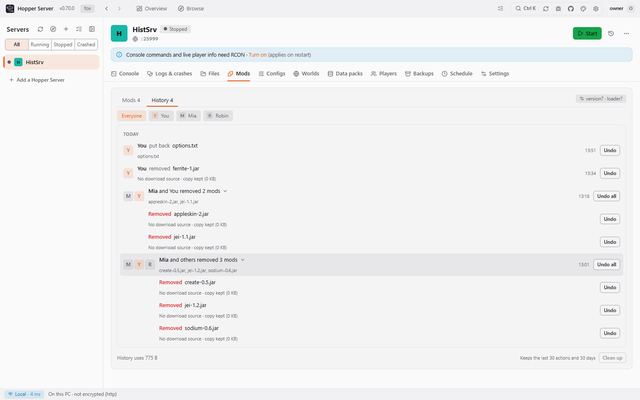 Hopper Server v0.70.0 fox Overview Browse Ctrl K owner
Servers
All Running Stopped Crashed
HistSrv
+ Add a Hopper Server
H HistSrv Stopped
:25999
Start
Console commands and live player info need RCON · Turn on (applies on restart)
Console Logs & crashes Files Mods Configs Worlds Data packs Players Backups Schedule Settings
Mods 4 History 4
version? · loader?
Everyone Y You M Mia R Robin
TODAY
Y You put back options.txt 13:51 Undo
options.txt
Y You removed ferrite-1.jar 13:34 Undo
No download source · copy kept (0 KB)
M Y Mia and You removed 2 mods 13:18 Undo all
appleskin-2.jar, jei-1.1.jar
Removed appleskin-2.jar Undo
No download source · copy kept (0 KB)
Removed jei-1.1.jar Undo
No download source · copy kept (0 KB)
M Y R Mia and others removed 3 mods 13:01 Undo all
create-0.5.jar, jei-1.2.jar, sodium-0.6.jar
Removed create-0.5.jar Undo
No download source · copy kept (0 KB)
Removed jei-1.2.jar Undo
No download source · copy kept (0 KB)
Removed sodium-0.6.jar Undo
No download source · copy kept (0 KB)
History uses 775 B Keeps the last 30 actions and 30 days Clean up
Local · 4 ms On this PC · not encrypted (http)